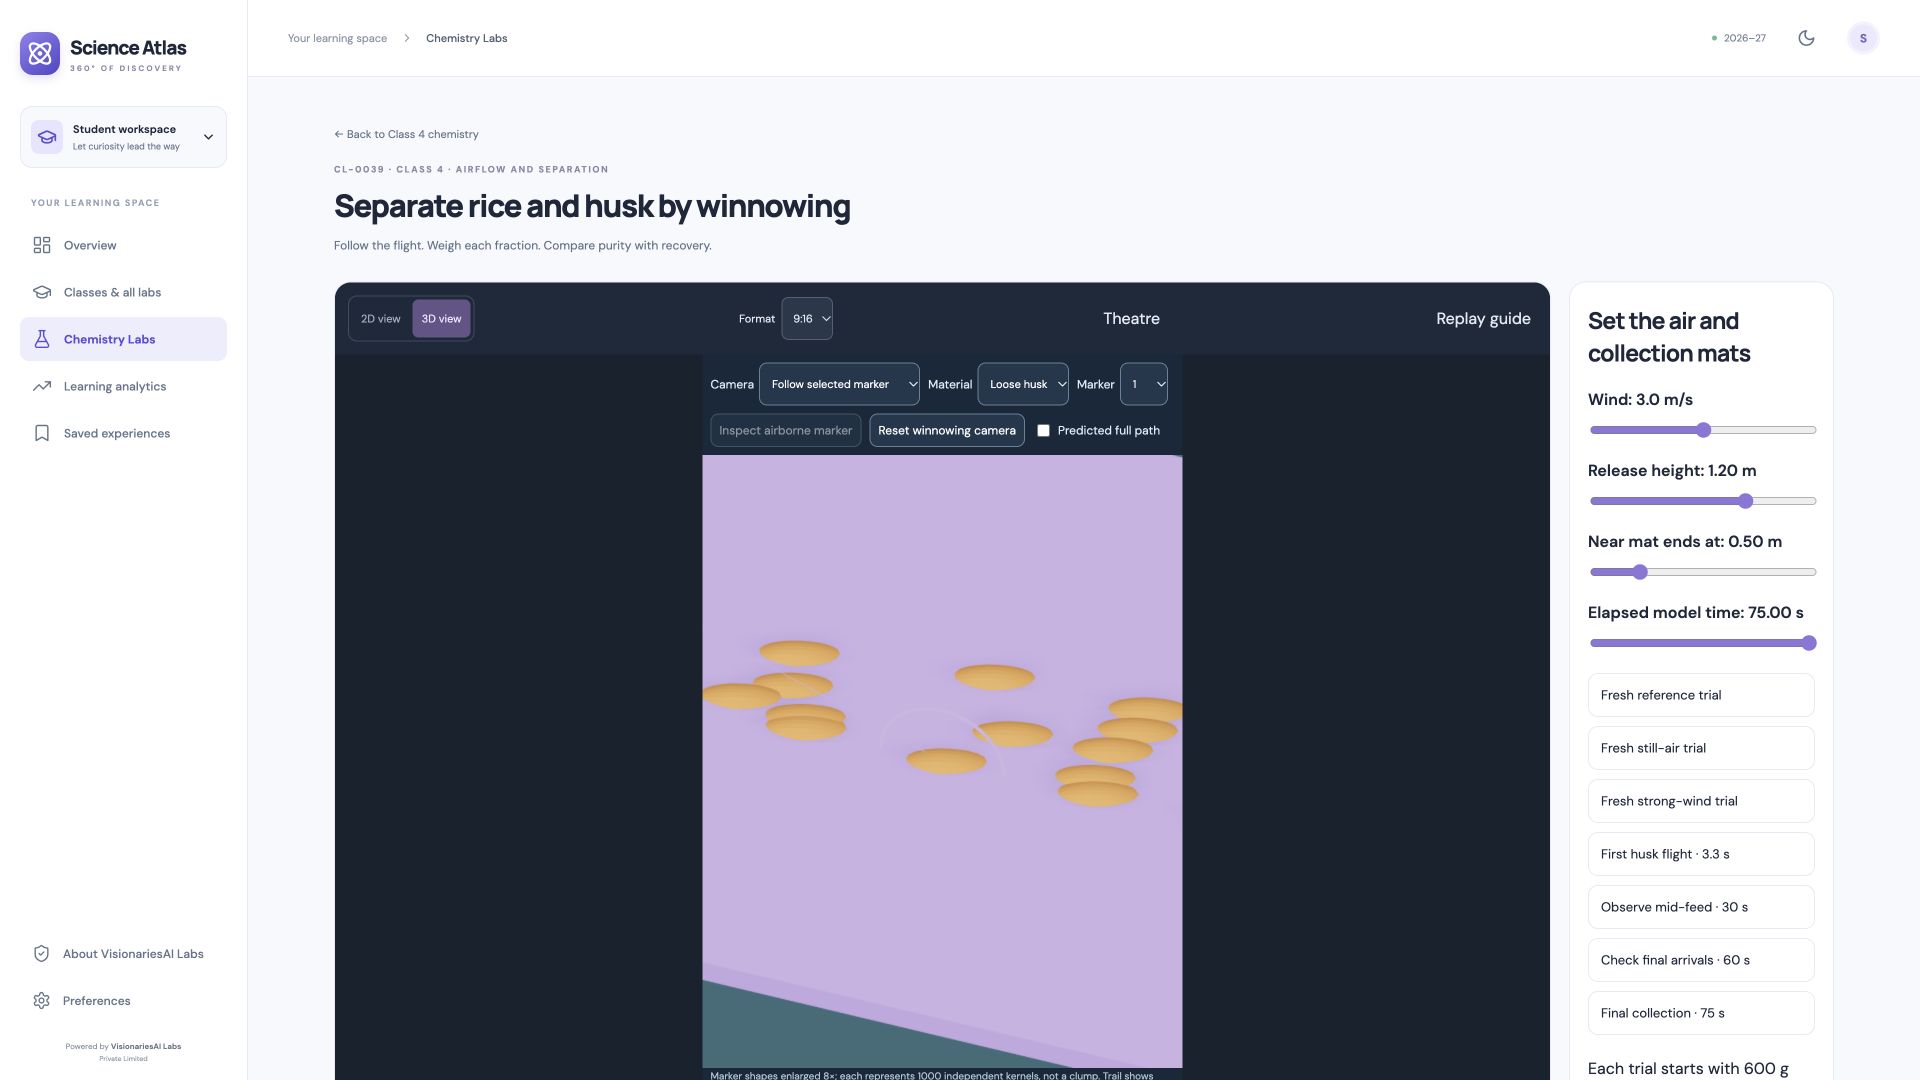 Science Atlas
360° OF DISCOVERY
Student workspace
Let curiosity lead the way
YOUR LEARNING SPACE
Overview
Classes & all labs
Chemistry Labs
Learning analytics
Saved experiences
About VisionariesAI Labs
Preferences
Powered by VisionariesAI Labs
Private Limited
Your learning space
Chemistry Labs
2026–27
S
← Back to Class 4 chemistry
CL-0039 · CLASS 4 · AIRFLOW AND SEPARATION
Separate rice and husk by winnowing
Follow the flight. Weigh each fraction. Compare purity with recovery.
2D view
3D view
Format
9:16
Theatre
Replay guide
Camera
Follow selected marker
Material
Loose husk
Marker
1
Inspect airborne marker
Reset winnowing camera
Predicted full path
Marker shapes enlarged 8×; each represents 1000 independent kernels, not a clump. Trail shows
Set the air and
collection mats
Wind: 3.0 m/s
Release height: 1.20 m
Near mat ends at: 0.50 m
Elapsed model time: 75.00 s
Fresh reference trial
Fresh still-air trial
Fresh strong-wind trial
First husk flight · 3.3 s
Observe mid-feed · 30 s
Check final arrivals · 60 s
Final collection · 75 s
Each trial starts with 600 g